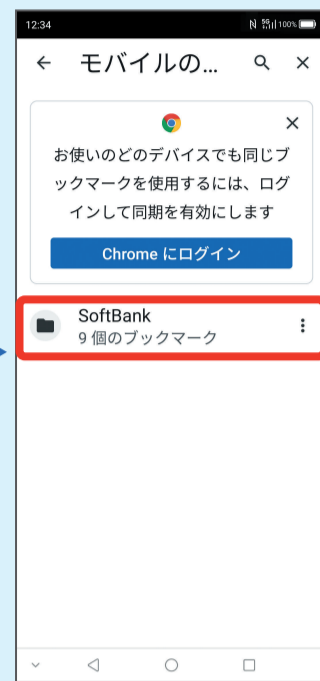 12:34
5G 100%
モバイルの...
お使いのどのデバイスでも同じブ
ックマークを使用するには、ログ
インして同期を有効にします
Chrome にログイン
SoftBank
9 個のブックマーク